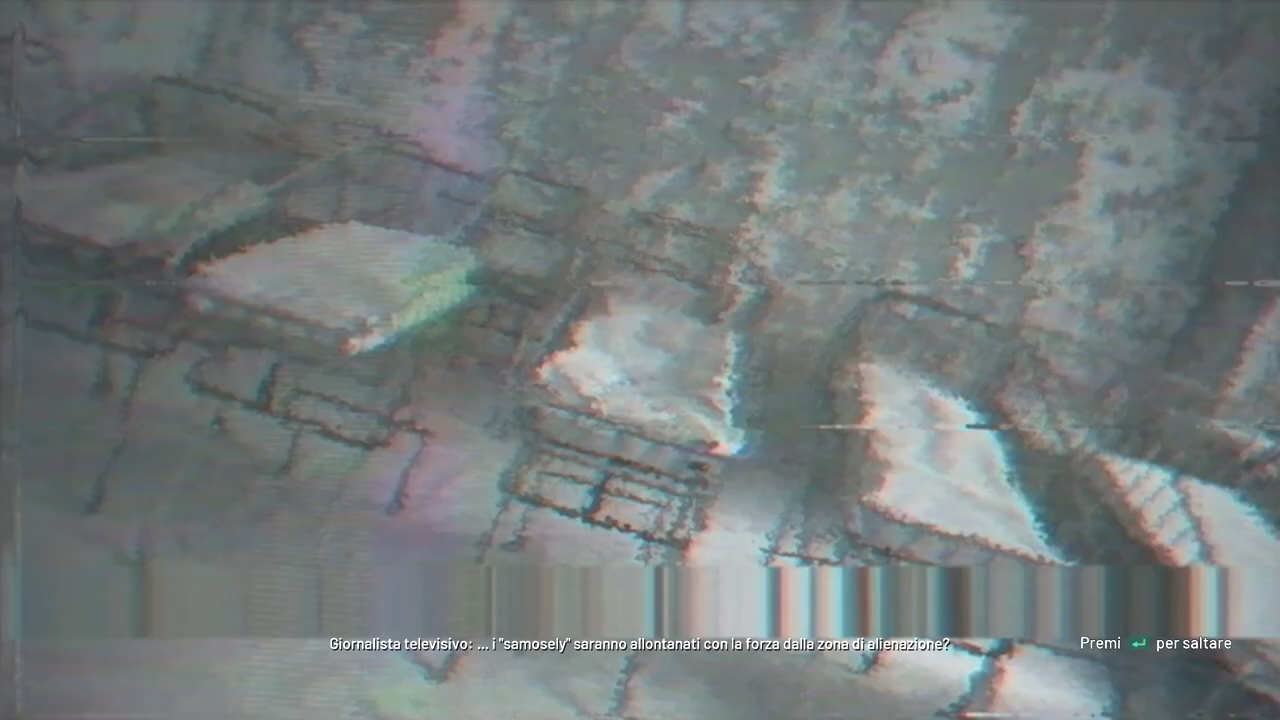 Giornalista televisivo: ... i "samosely" saranno allontanati con la forza dalla zona di alienazione?
Premi ↵ per saltare